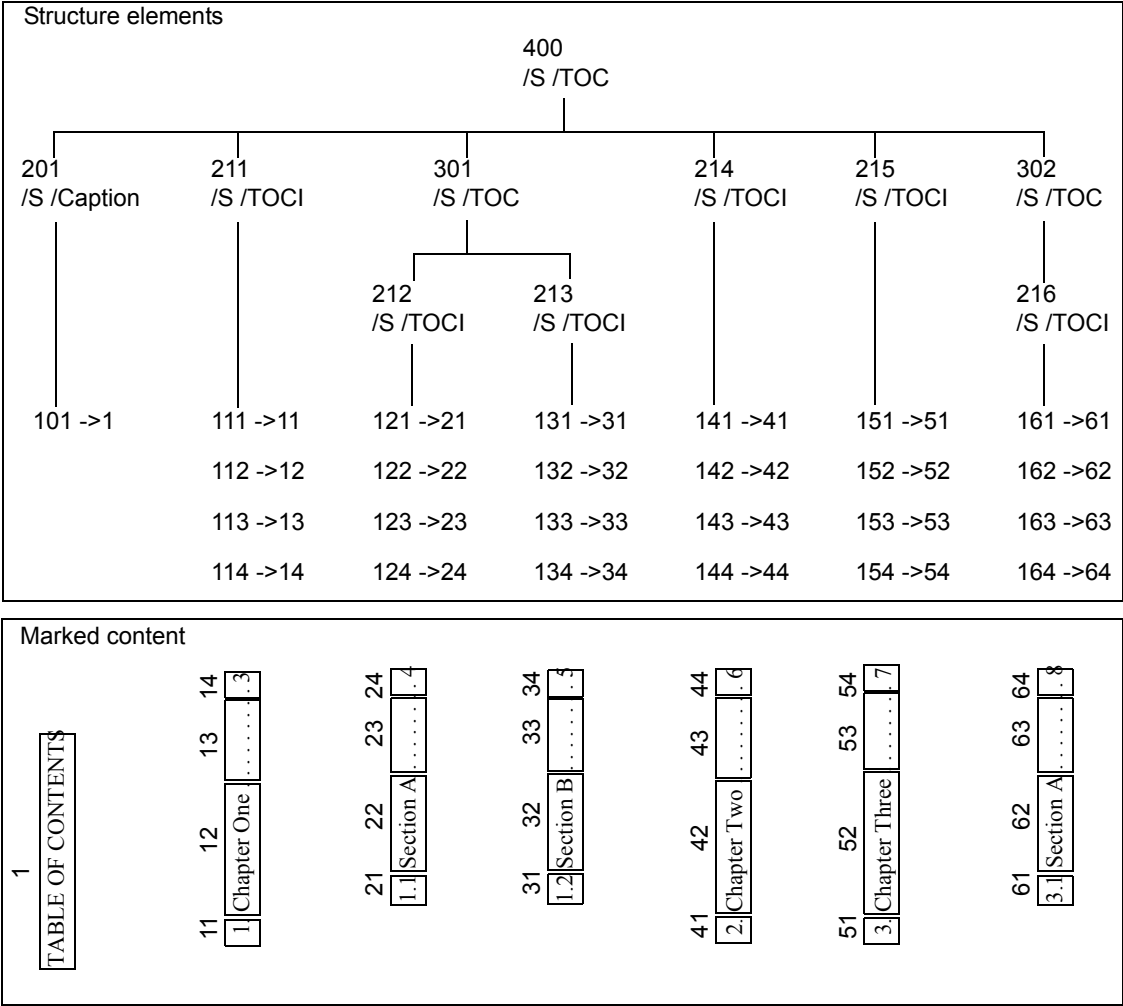 Structure elements
400
/S /TOC
201 211 301 214 215 302
/S /Caption /S /TOCI /S /TOC /S /TOCI /S /TOCI /S /TOC
212 213 216
/S /TOCI /S /TOCI /S /TOCI
101 ->1 111 ->11 121 ->21 131 ->31 141 ->41 151 ->51 161 ->61
112 ->12 122 ->22 132 ->32 142 ->42 152 ->52 162 ->62
113 ->13 123 ->23 133 ->33 143 ->43 153 ->53 163 ->63
114 ->14 124 ->24 134 ->34 144 ->44 154 ->54 164 ->64
Marked content
1
TABLE OF CONTENTS
11 12 13 14
1. Chapter One . . . . . . . 3
21 22 23 24
1.1 Section A . . . . . . . 4
31 32 33 34
1.2 Section B . . . . . . . 5
41 42 43 44
2. Chapter Two . . . . . . . 6
51 52 53 54
3. Chapter Three . . . . . . . 7
61 62 63 64
3.1 Section A . . . . . . . 8